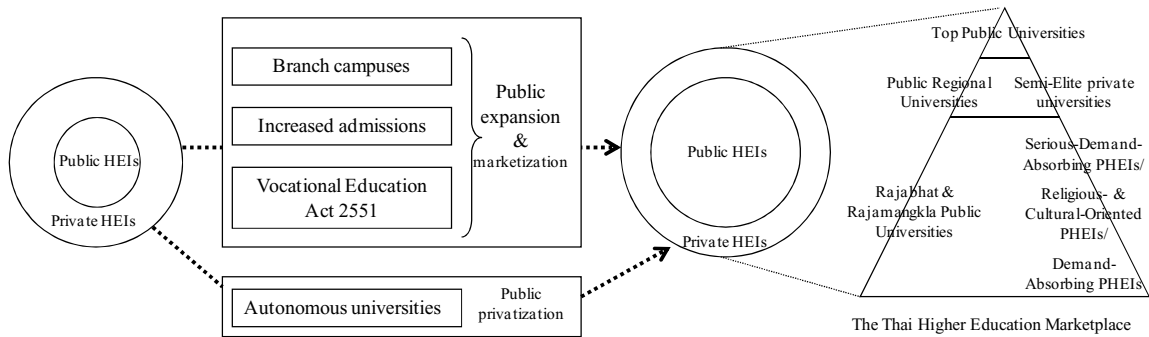 Public HEIs
Private HEIs
Branch campuses
Increased admissions
Vocational Education
Act 2551
Public
expansion
&
marketization
Autonomous universities
Public
privatization
Public HEIs
Private HEIs
Top Public Universities
Public Regional
Universities
Semi-Elite private
universities
Rajabhat &
Rajamangkla Public
Universities
Serious-Demand-
Absorbing PHEIs/
Religious- &
Cultural-Oriented
PHEIs/
Demand-
Absorbing PHEIs
The Thai Higher Education Marketplace